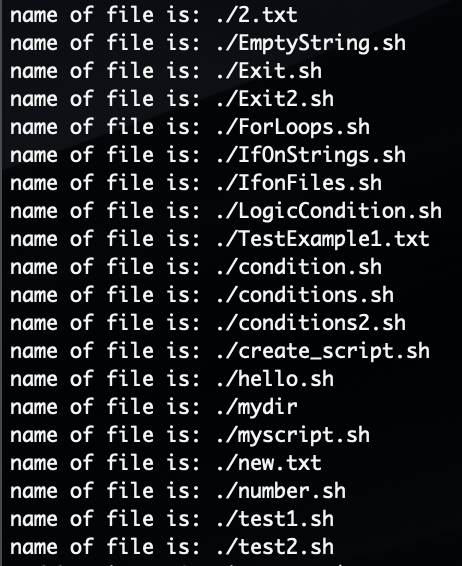 name of file is: ./2.txt
name of file is: ./EmptyString.sh
name of file is: ./Exit.sh
name of file is: ./Exit2.sh
name of file is: ./ForLoops.sh
name of file is: ./IfOnStrings.sh
name of file is: ./IfonFiles.sh
name of file is: ./LogicCondition.sh
name of file is: ./TestExample1.txt
name of file is: ./condition.sh
name of file is: ./conditions.sh
name of file is: ./conditions2.sh
name of file is: ./create_script.sh
name of file is: ./hello.sh
name of file is: ./mydir
name of file is: ./myscript.sh
name of file is: ./new.txt
name of file is: ./number.sh
name of file is: ./test1.sh
name of file is: ./test2.sh